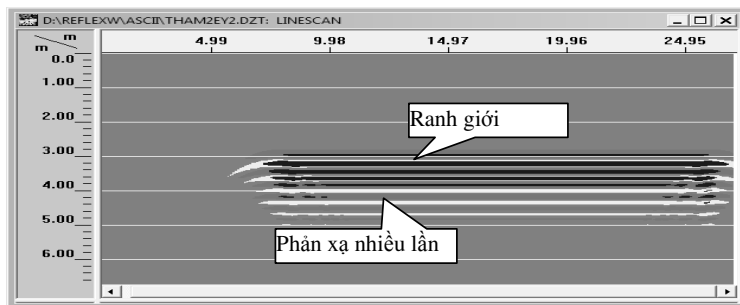 D:\REFLEXW\ASCII\THAM2EY2.DZT: LINESCAN
m
m
4.99 9.98 14.97 19.96 24.95
0.0
1.00
2.00
Ranh giới
3.00
4.00
5.00
Phản xạ nhiều lần
6.00